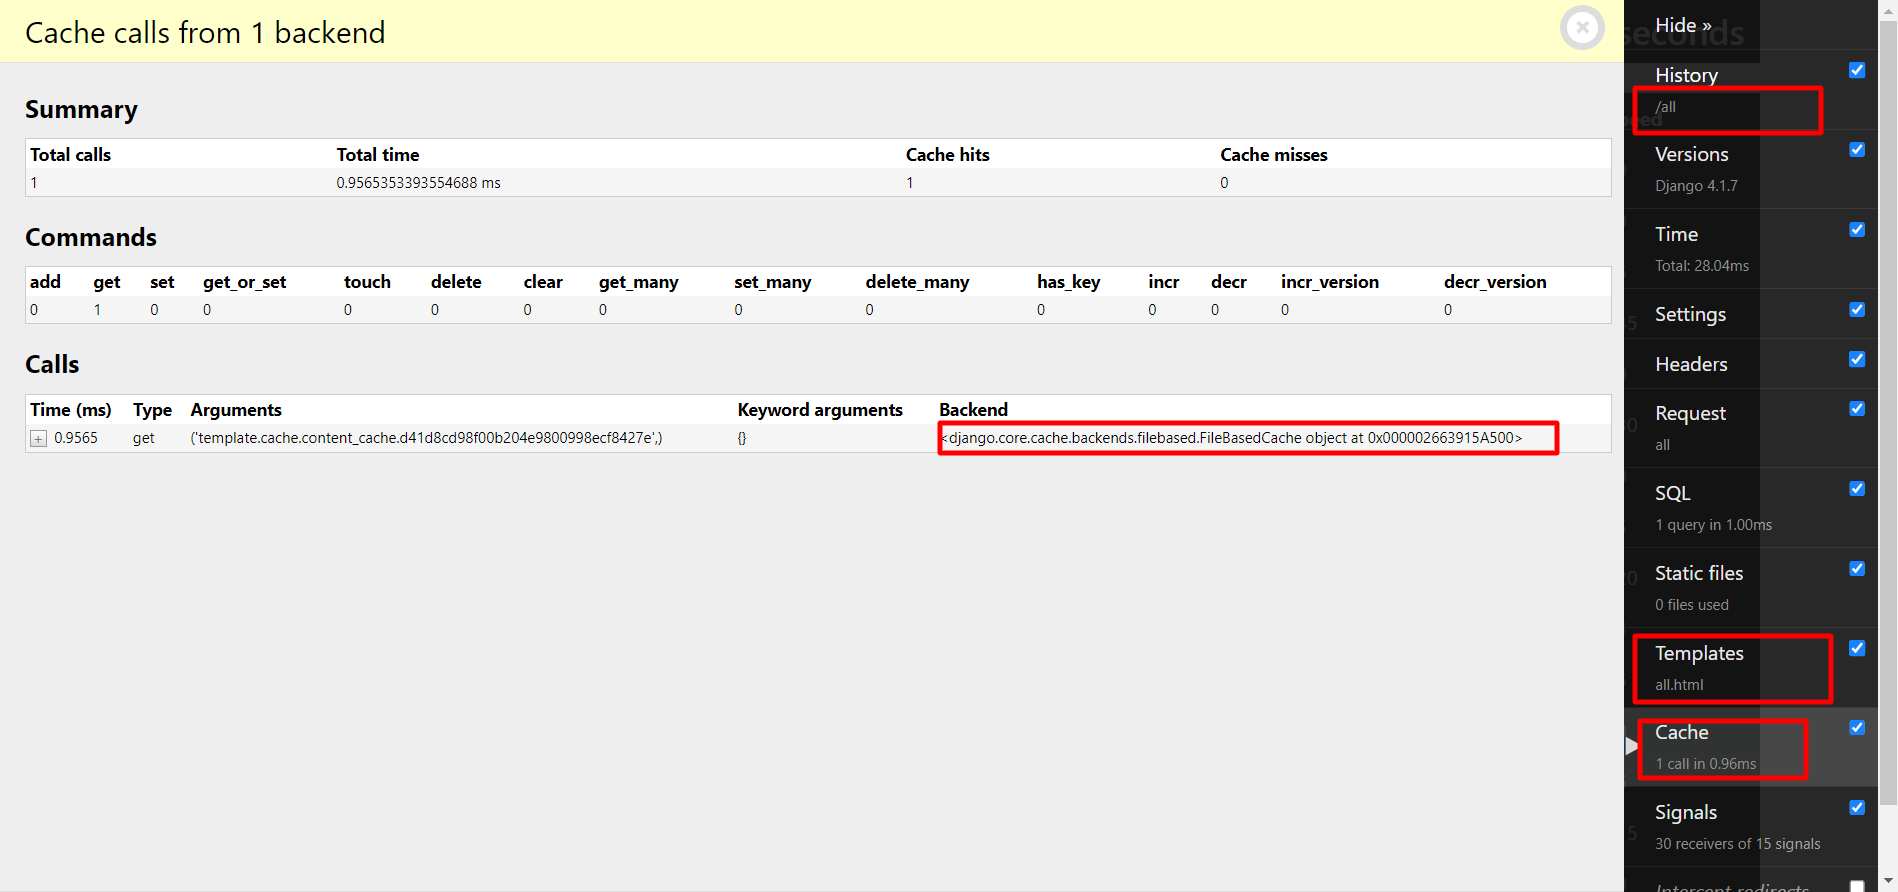 Cache calls from 1 backend
Summary
Total calls Total time Cache hits Cache misses
1 0.9565353393554688 ms 1 0
Commands
add get set get_or_set touch delete clear get_many set_many delete_many has_key incr decr incr_version decr_version
0 1 0 0 0 0 0 0 0 0 0 0 0 0 0
Calls
Time (ms) Type Arguments Keyword arguments Backend
+ 0.9565 get ('template.cache.content_cache.d41d8cd98f00b204e9800998ecf8427e',) {} <django.core.cache.backends.filebased.FileBasedCache object at 0x000002663915A500>
Hide »
seconds
History
/all
Versions
Django 4.1.7
Time
Total: 28.04ms
Settings
Headers
Request
all
SQL
1 query in 1.00ms
Static files
0 files used
Templates
all.html
Cache
1 call in 0.96ms
Signals
30 receivers of 15 signals
Intercept redirects